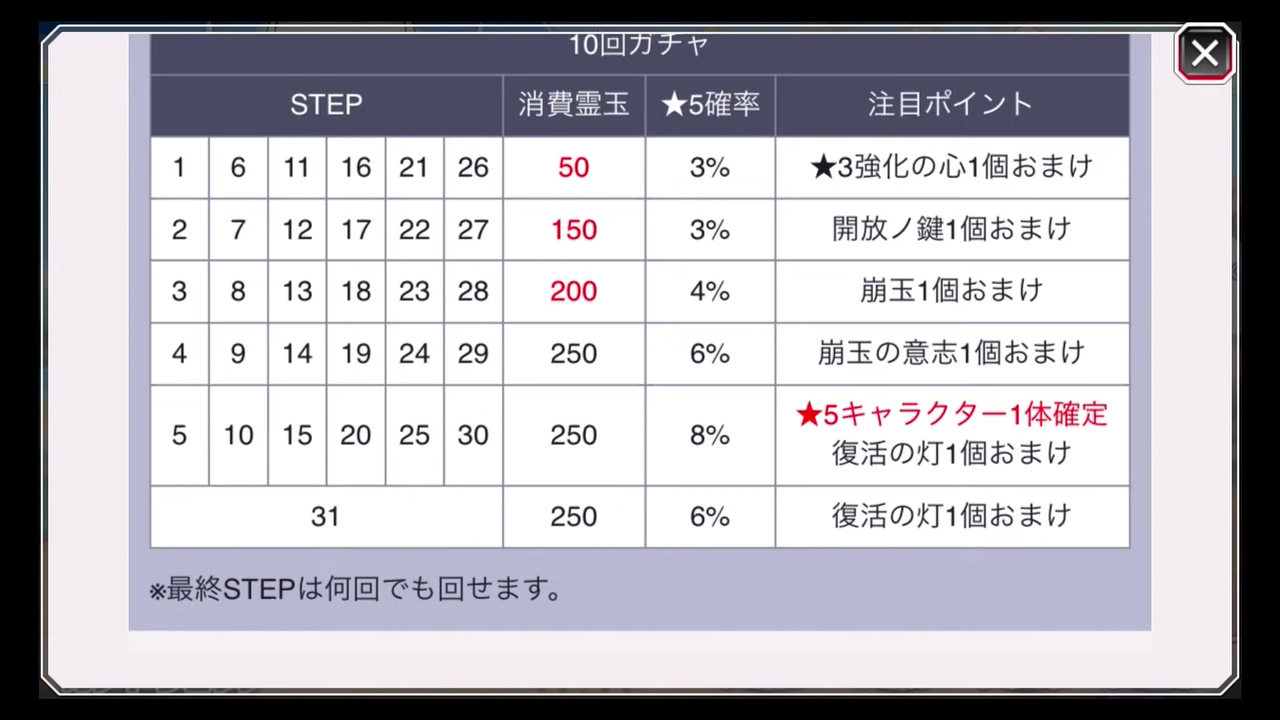 10回ガチャ
STEP 消費霊玉 ★5確率 注目ポイント
1 6 11 16 21 26 50 3% ★3強化の心1個おまけ
2 7 12 17 22 27 150 3% 開放ノ鍵1個おまけ
3 8 13 18 23 28 200 4% 崩玉1個おまけ
4 9 14 19 24 29 250 6% 崩玉の意志1個おまけ
5 10 15 20 25 30 250 8% ★5キャラクター1体確定
復活の灯1個おまけ
31 250 6% 復活の灯1個おまけ
※最終STEPは何回でも回せます。